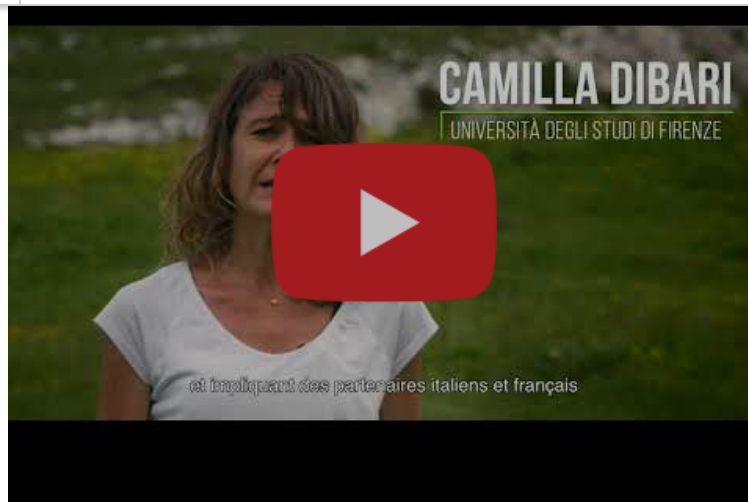 CAMILLA DIBARI
UNIVERSITÀ DEGLI STUDI DI FIRENZE
et impliquant des partenaires italiens et français